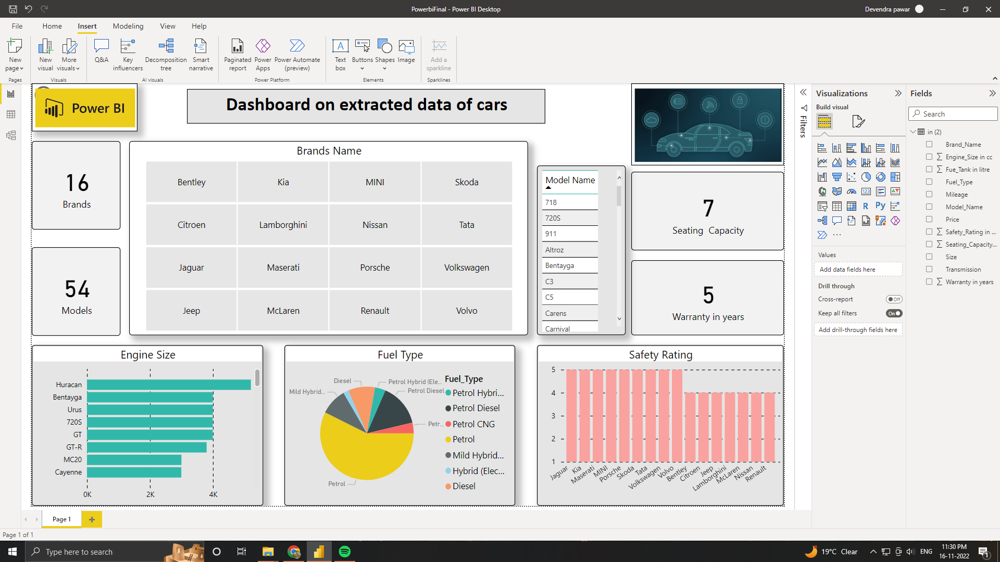 PowerbiFinal - Power BI Desktop
Devendra pawar
File Home Insert Modeling View Help
New page
New visual
More visuals
Q&A
Key influencers
Decomposition tree
Smart narrative
Paginated report
Power Apps
Power Automate (preview)
Text box
Buttons
Shapes
Image
Add a sparkline
Pages
Visuals
AI visuals
Power Platform
Elements
Sparklines
Power BI
Dashboard on extracted data of cars
16
Brands
54
Models
Brands Name
Bentley Kia MINI Skoda
Citroen Lamborghini Nissan Tata
Jaguar Maserati Porsche Volkswagen
Jeep McLaren Renault Volvo
Model Name
718
720S
911
Altroz
Bentayga
C3
C5
Carens
Carnival
7
Seating Capacity
5
Warranty in years
Engine Size
Huracan
Bentayga
Urus
720S
GT
GT-R
MC20
Cayenne
0K 2K 4K
Fuel Type
Diesel
Petrol Hybrid (Ele...
Mild Hybrid...
Petrol Diesel
Petr...
Petrol
Fuel_Type
Petrol Hybri...
Petrol Diesel
Petrol CNG
Petrol
Mild Hybrid...
Hybrid (Elec...
Diesel
Safety Rating
5
4
3
2
1
Jaguar Kia Maserati MINI Porsche Skoda Tata Volkswagen Volvo Bentley Citroen Jeep Lamborghini McLaren Nissan Renault
Filters
Visualizations
Build visual
123
R
Py
Values
Add data fields here
Drill through
Cross-report
Off
Keep all filters
On
Add drill-through fields here
Fields
Search
in (2)
Brand_Name
Engine_Size in cc
Fue_Tank in litre
Fuel_Type
Mileage
Model_Name
Price
Safety_Rating in ...
Seating_Capacity...
Size
Transmission
Warranty in years
Page 1
Page 1 of 1
Type here to search
19°C Clear
ENG
11:30 PM
16-11-2022
1